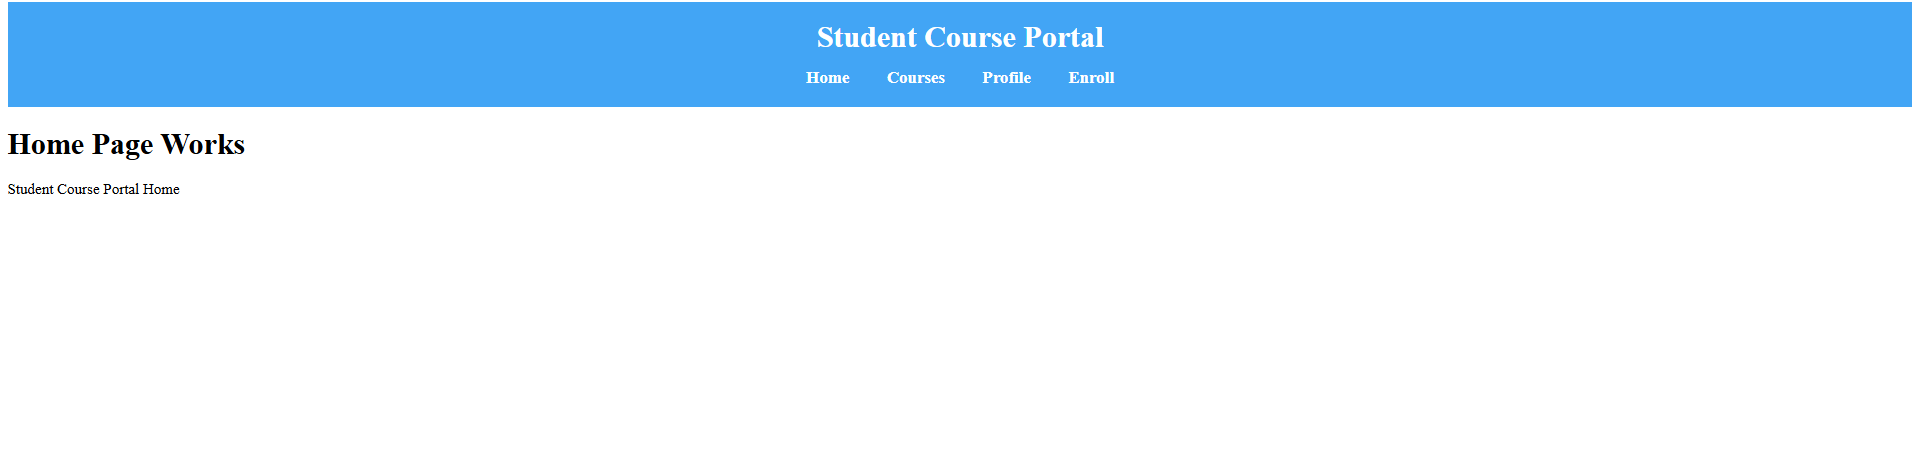 Student Course Portal
Home Courses Profile Enroll
Home Page Works
Student Course Portal Home